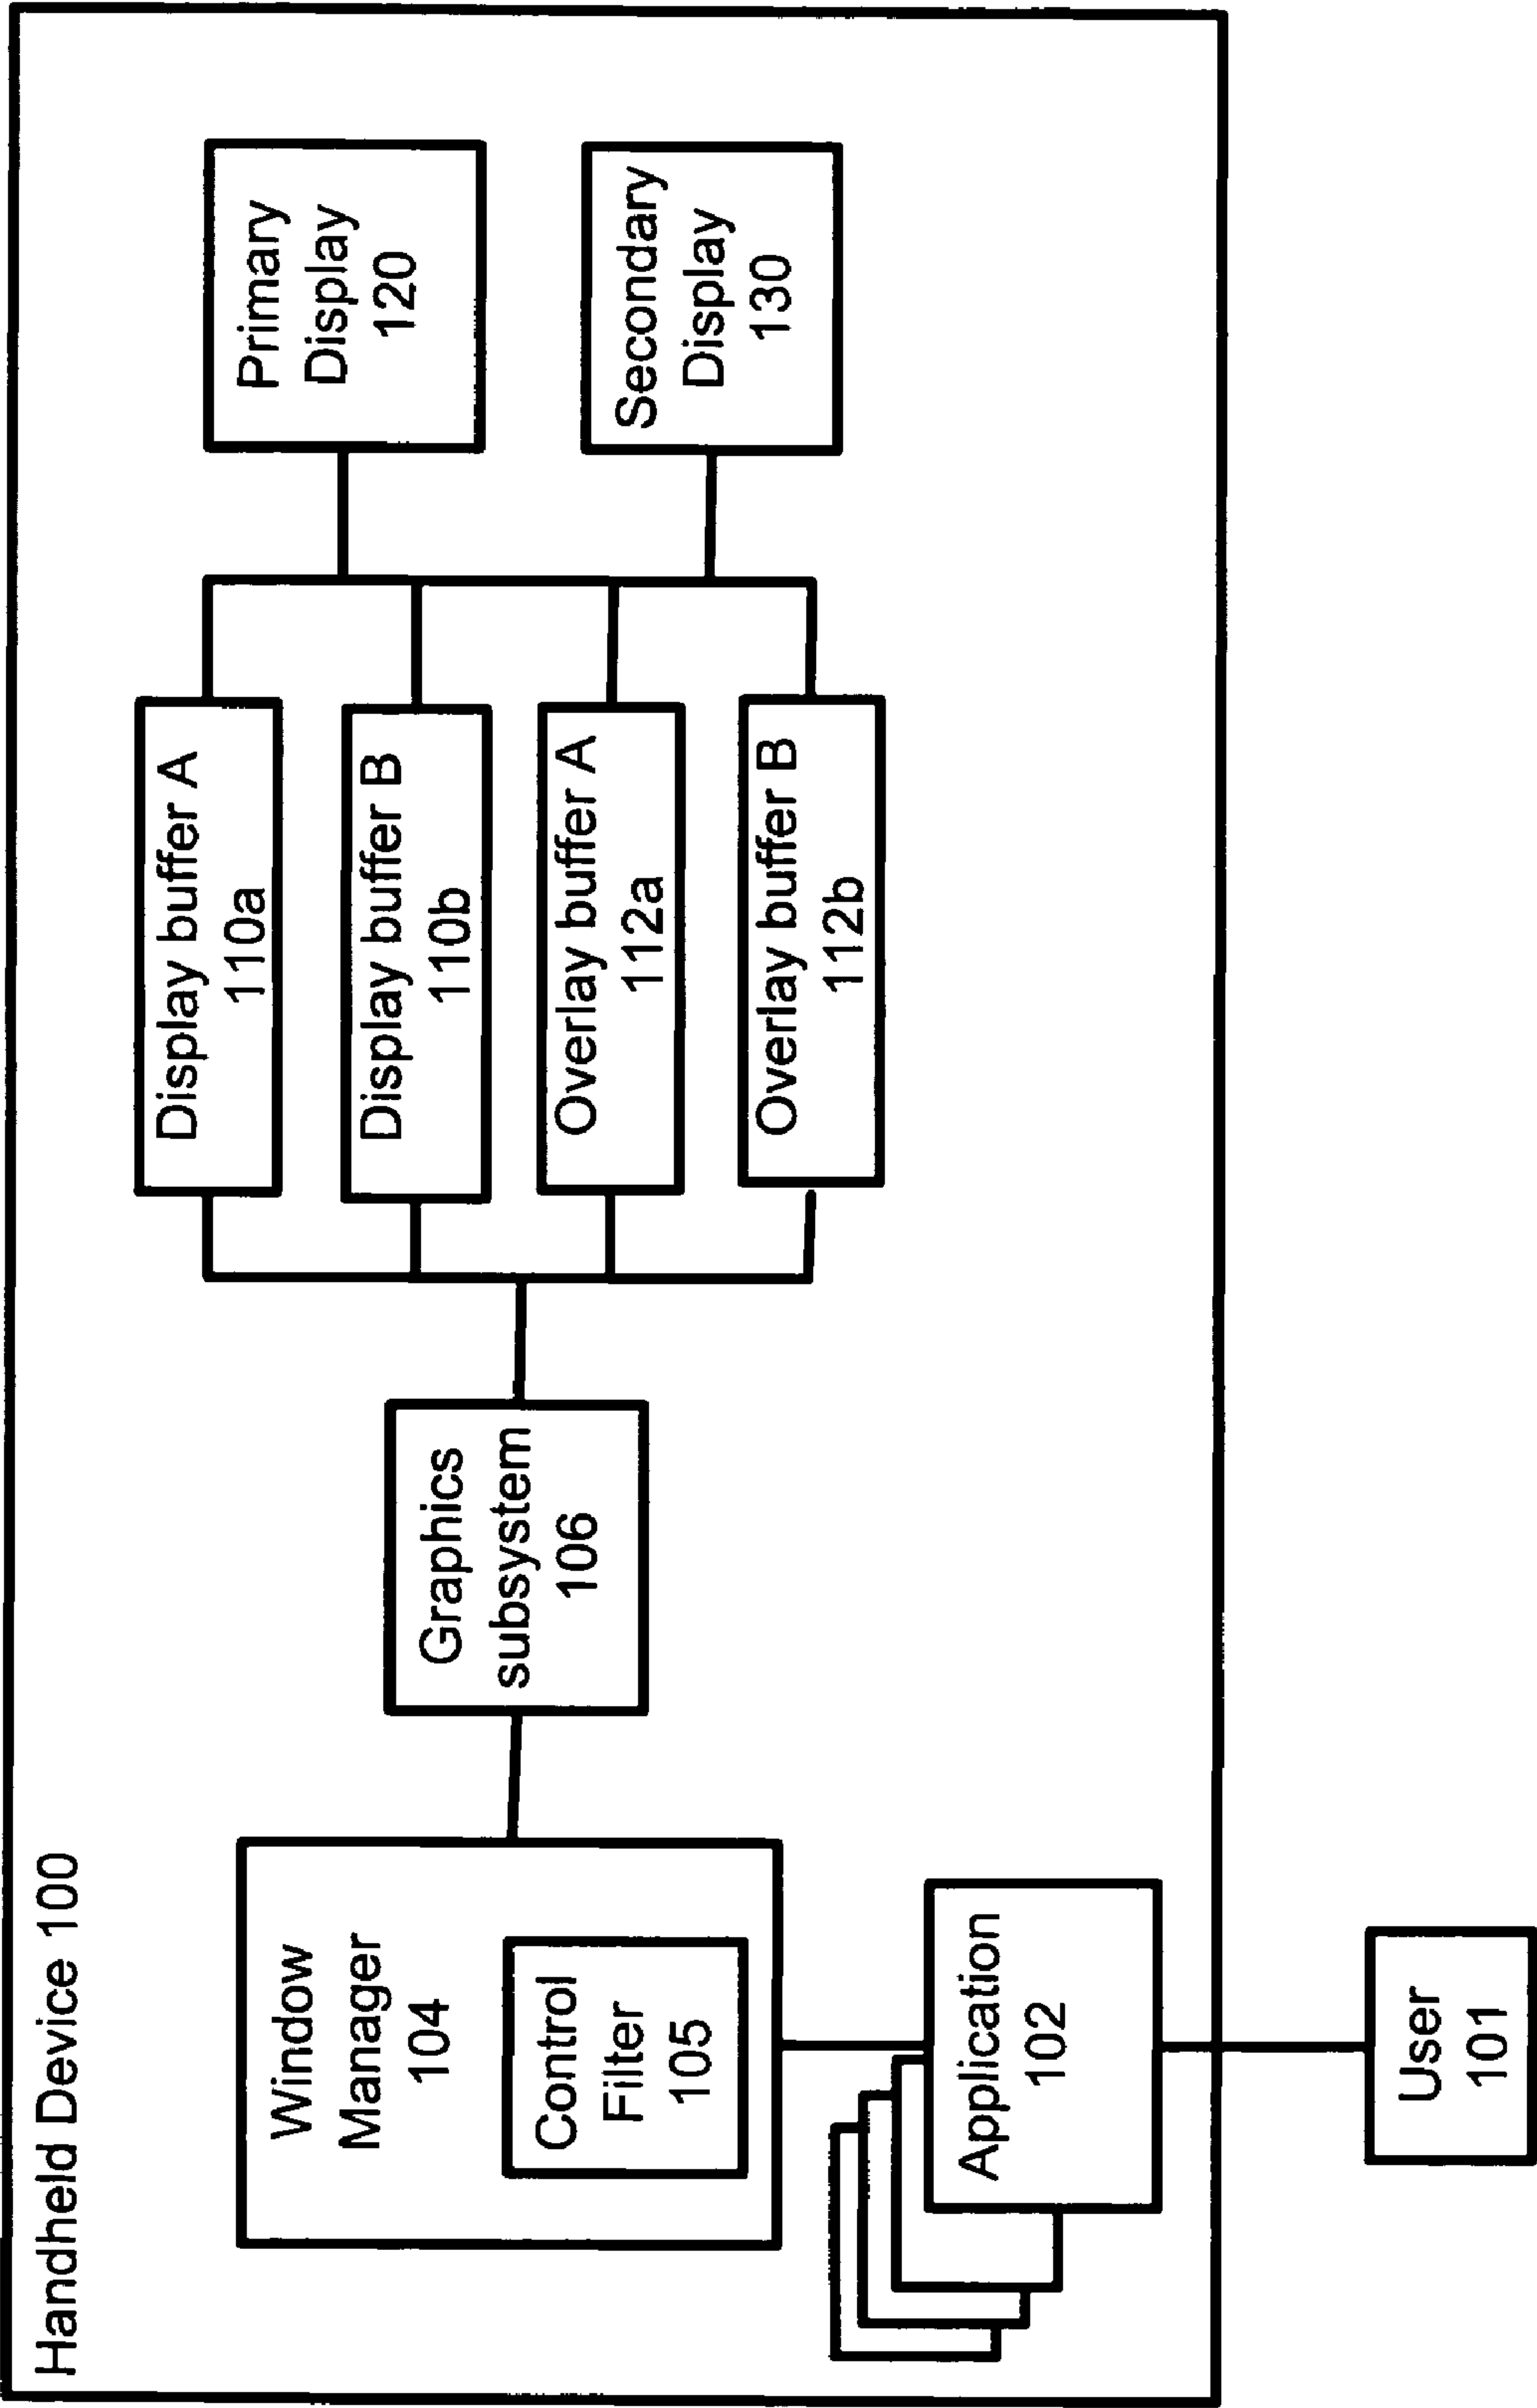 Handheld Device 100
Window
Manager
104
Control
Filter
105
Application
102
User
101
Graphics
subsystem
106
Display buffer A
110a
Display buffer B
110b
Overlay buffer A
112a
Overlay buffer B
112b
Primary
Display
120
Secondary
Display
130